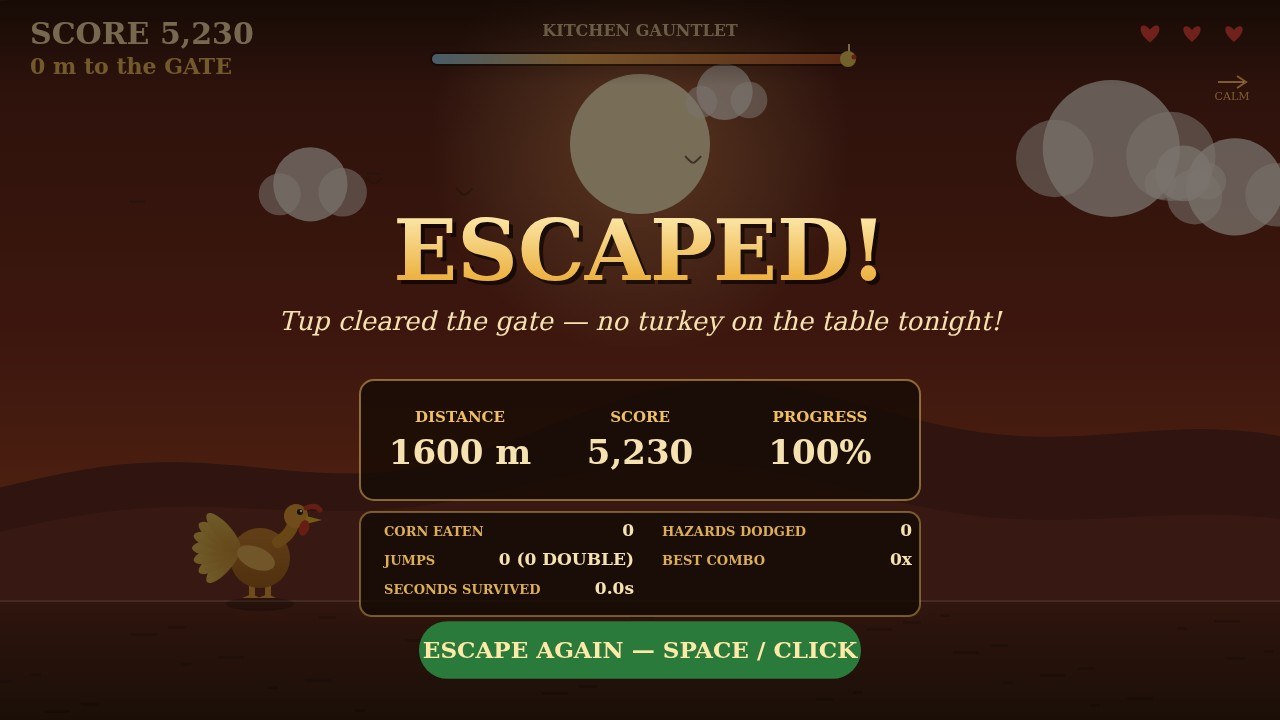 SCORE 5,230
0 m to the GATE
KITCHEN GAUNTLET
CALM
ESCAPED!
Tup cleared the gate — no turkey on the table tonight!
DISTANCE SCORE PROGRESS
1600 m 5,230 100%
CORN EATEN 0 HAZARDS DODGED 0
JUMPS 0 (0 DOUBLE) BEST COMBO 0x
SECONDS SURVIVED 0.0s
ESCAPE AGAIN — SPACE / CLICK